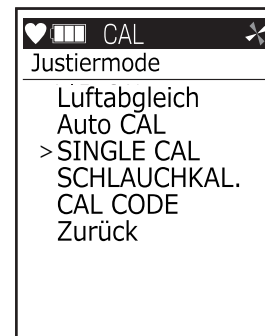 CAL
Justiermode
Luftabgleich
Auto CAL
>SINGLE CAL
SCHLAUCHKAL.
CAL CODE
Zurück